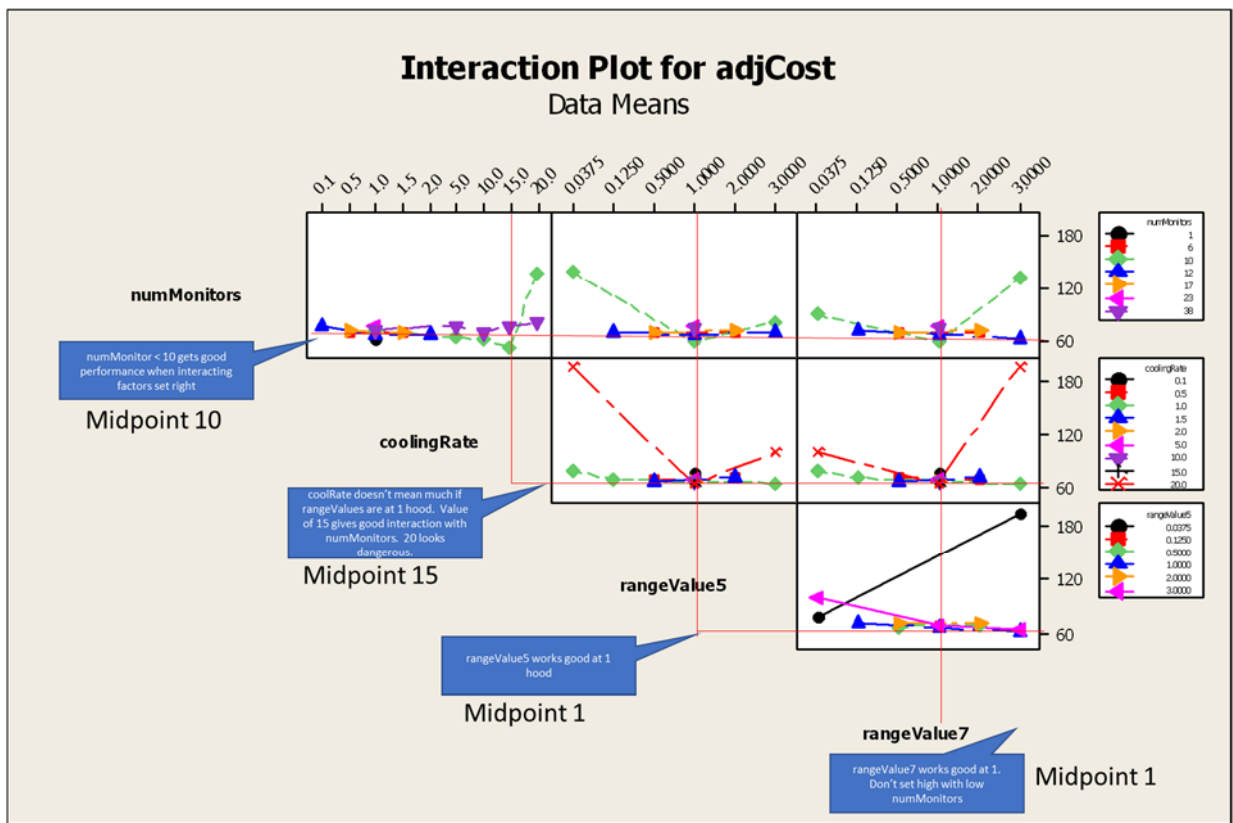 Interaction Plot for adjCost
Data Means
0.1 0.5 1.0 1.5 2.0 5.0 10.0 15.0 20.0 0.0375 0.1250 0.5000 1.0000 2.0000 3.0000 0.0375 0.1250 0.5000 1.0000 2.0000 3.0000
numMonitors
180
120
60
numMonitors
1
6
10
12
17
23
38
numMonitor < 10 gets good
performance when interacting
factors set right
Midpoint 10
coolingRate
180
120
60
coolingRate
0.1
0.5
1.0
1.5
2.0
5.0
10.0
15.0
20.0
coolRate doesn't mean much if
rangeValues are at 1 hood. Value
of 15 gives good interaction with
numMonitors. 20 looks
dangerous.
Midpoint 15
rangeValue5
180
120
60
rangeValue5
0.0375
0.1250
0.5000
1.0000
2.0000
3.0000
rangeValue5 works good at 1
hood
Midpoint 1
rangeValue7
rangeValue7 works good at 1.
Don't set high with low
numMonitors
Midpoint 1